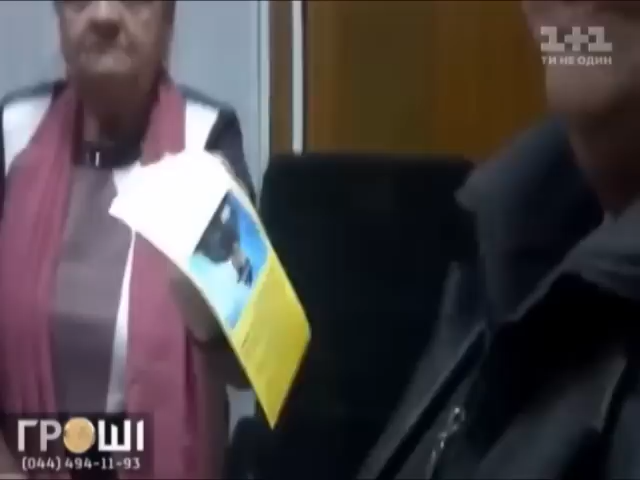 1+1
ТИ НЕ ОДИН
ГРОШІ
(044) 494-11-93